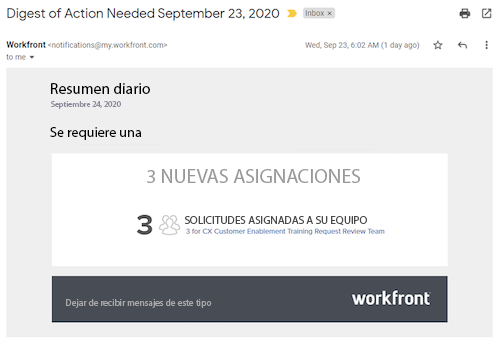 Digest of Action Needed September 23, 2020
Inbox ×
Workfront <notifications@my.workfront.com>
Wed, Sep 23, 6:02 AM (1 day ago)
to me
Resumen diario
Septiembre 24, 2020
Se requiere una
3 NUEVAS ASIGNACIONES
3 SOLICITUDES ASIGNADAS A SU EQUIPO
3 for CX Customer Enablement Training Request Review Team
Dejar de recibir mensajes de este tipo
workfront